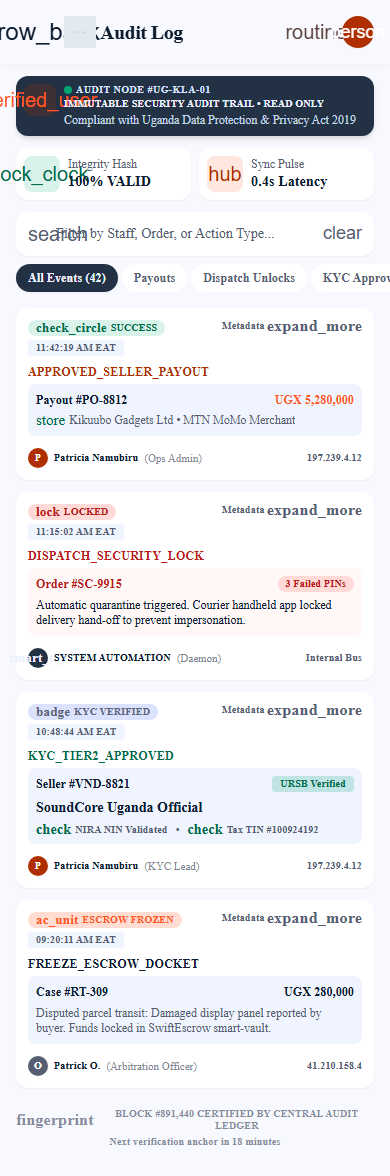 Audit Log
AUDIT NODE #UG-KLA-01
IMMUTABLE SECURITY AUDIT TRAIL • READ ONLY
Compliant with Uganda Data Protection & Privacy Act 2019
Integrity Hash
100% VALID
hub
Sync Pulse
0.4s Latency
search
Filter by Staff, Order, or Action Type...
clear
All Events (42)
Payouts
Dispatch Unlocks
KYC Approv
check_circle SUCCESS
Metadata expand_more
11:42:19 AM EAT
APPROVED_SELLER_PAYOUT
Payout #PO-8812
UGX 5,280,000
store Kikuubo Gadgets Ltd • MTN MoMo Merchant
P Patricia Namubiru (Ops Admin)
197.239.4.12
lock LOCKED
Metadata expand_more
11:15:02 AM EAT
DISPATCH_SECURITY_LOCK
Order #SC-9915
3 Failed PINs
Automatic quarantine triggered. Courier handheld app locked
delivery hand-off to prevent impersonation.
SYSTEM AUTOMATION (Daemon)
Internal Bus
badge KYC VERIFIED
Metadata expand_more
10:48:44 AM EAT
KYC_TIER2_APPROVED
Seller #VND-8821
URSB Verified
SoundCore Uganda Official
check NIRA NIN Validated • check Tax TIN #100924192
P Patricia Namubiru (KYC Lead)
197.239.4.12
ac_unit ESCROW FROZEN
Metadata expand_more
09:20:11 AM EAT
FREEZE_ESCROW_DOCKET
Case #RT-309
UGX 280,000
Disputed parcel transit: Damaged display panel reported by
buyer. Funds locked in SwiftEscrow smart-vault.
O Patrick O. (Arbitration Officer)
41.210.158.4
fingerprint
BLOCK #891,440 CERTIFIED BY CENTRAL AUDIT
LEDGER
Next verification anchor in 18 minutes